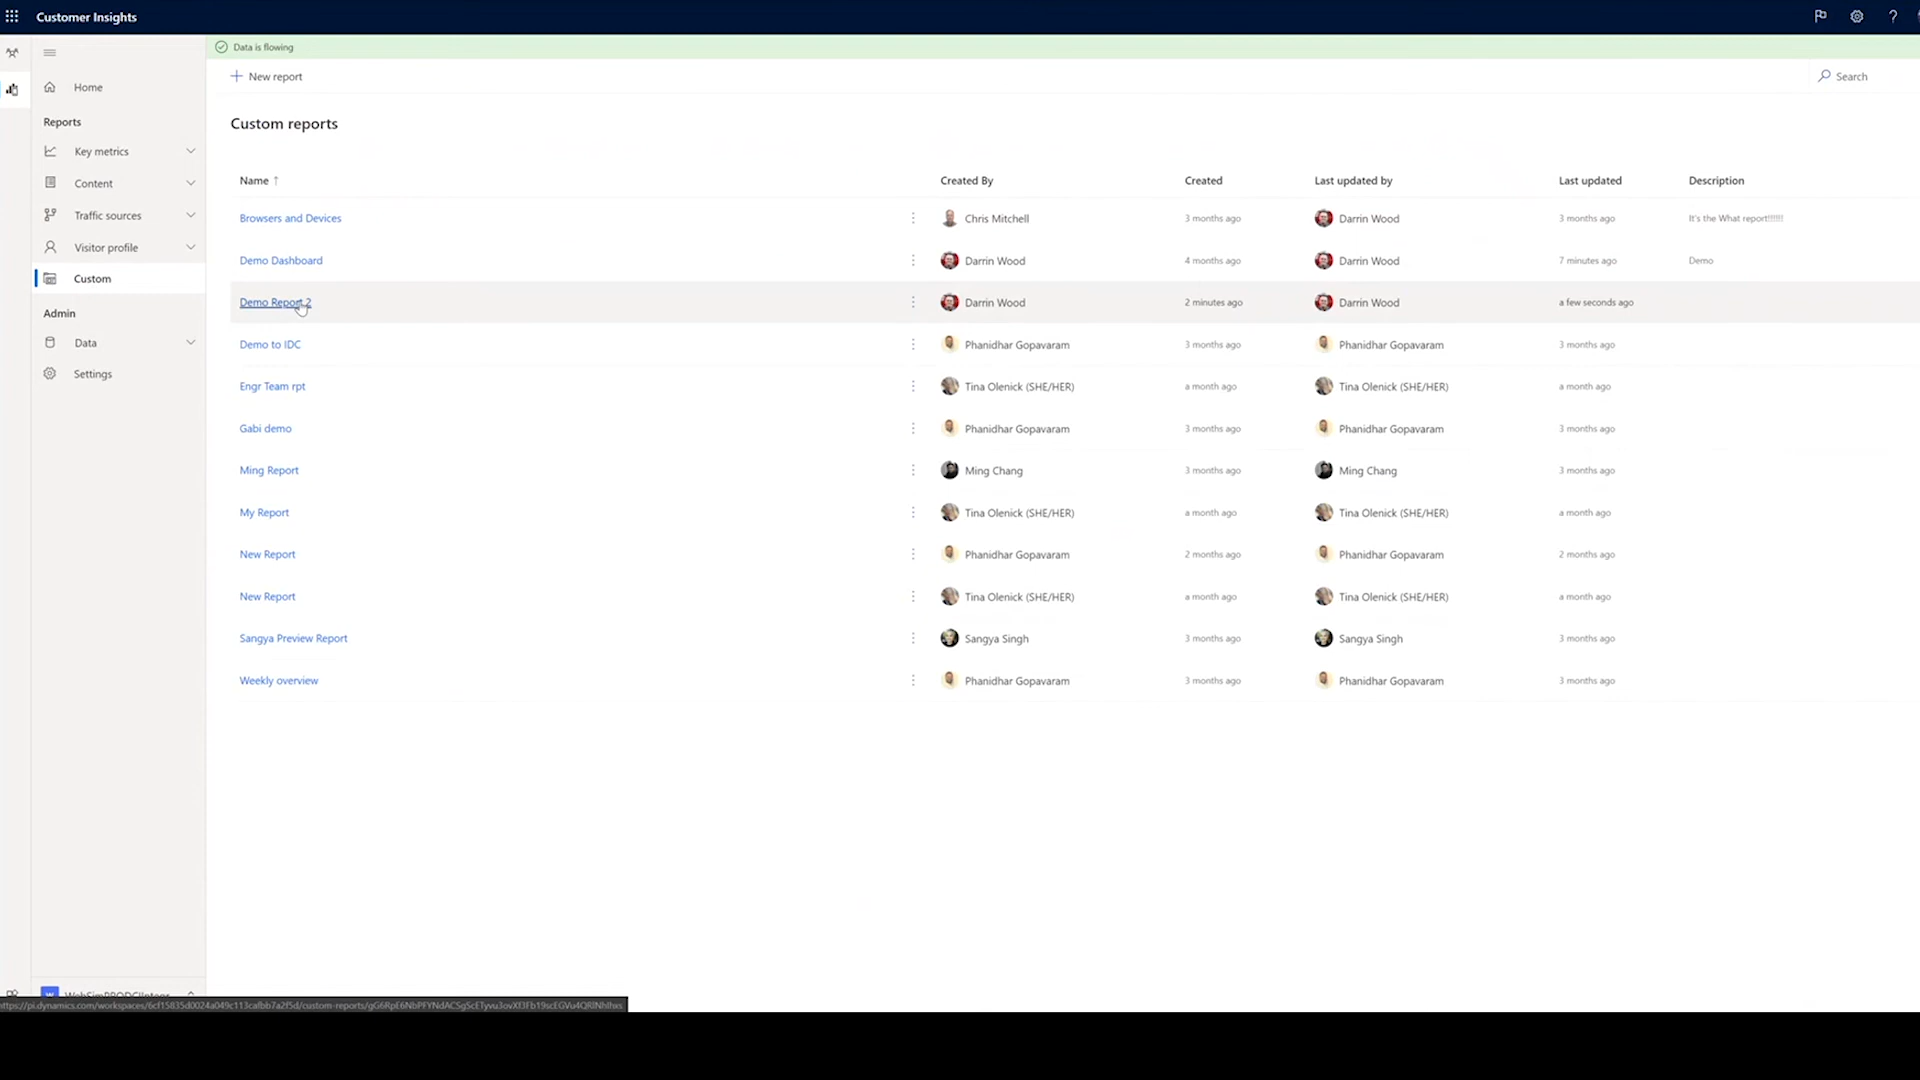 Customer Insights
Data is flowing
New report
Search
Home
Reports
Key metrics
Content
Traffic sources
Visitor profile
Custom
Admin
Data
Settings
Custom reports
Name ↑ Created By Created Last updated by Last updated Description
Browsers and Devices Chris Mitchell 3 months ago Darrin Wood 3 months ago It's the What report!!!!!!
Demo Dashboard Darrin Wood 4 months ago Darrin Wood 7 minutes ago Demo
Demo Report 2 Darrin Wood 2 minutes ago Darrin Wood a few seconds ago
Demo to IDC Phanidhar Gopavaram 3 months ago Phanidhar Gopavaram 3 months ago
Engr Team rpt Tina Olenick (SHE/HER) a month ago Tina Olenick (SHE/HER) a month ago
Gabi demo Phanidhar Gopavaram 3 months ago Phanidhar Gopavaram 3 months ago
Ming Report Ming Chang 3 months ago Ming Chang 3 months ago
My Report Tina Olenick (SHE/HER) a month ago Tina Olenick (SHE/HER) a month ago
New Report Phanidhar Gopavaram 2 months ago Phanidhar Gopavaram 2 months ago
New Report Tina Olenick (SHE/HER) a month ago Tina Olenick (SHE/HER) a month ago
Sangya Preview Report Sangya Singh 3 months ago Sangya Singh 3 months ago
Weekly overview Phanidhar Gopavaram 3 months ago Phanidhar Gopavaram 3 months ago